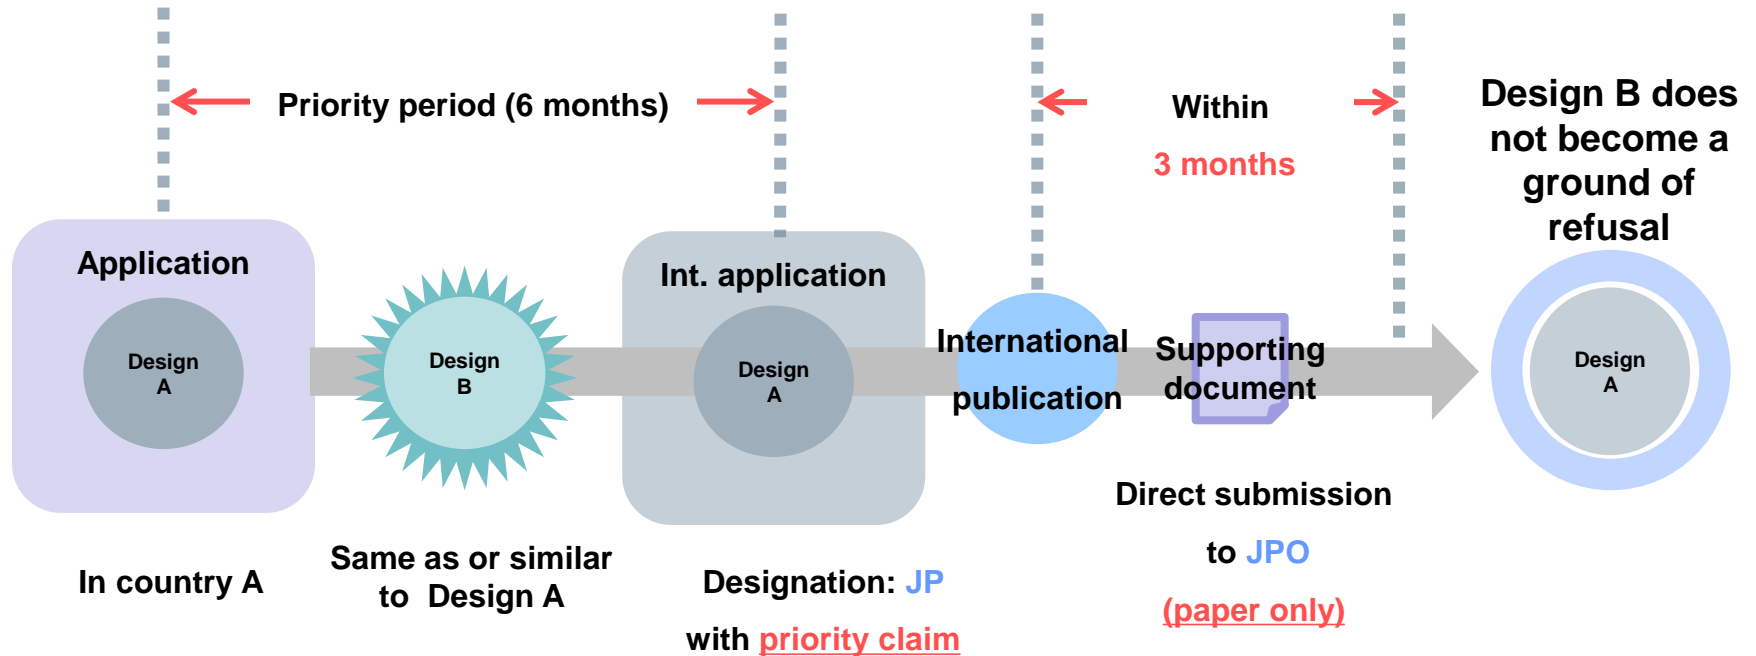 Priority period (6 months)
Within
3 months
Design B does
not become a
ground of
refusal
Application
Design
A
In country A
Design
B
Same as or similar
to Design A
Int. application
Design
A
Designation: JP
with priority claim
International
publication
Supporting
document
Direct submission
to JPO
(paper only)
Design
A